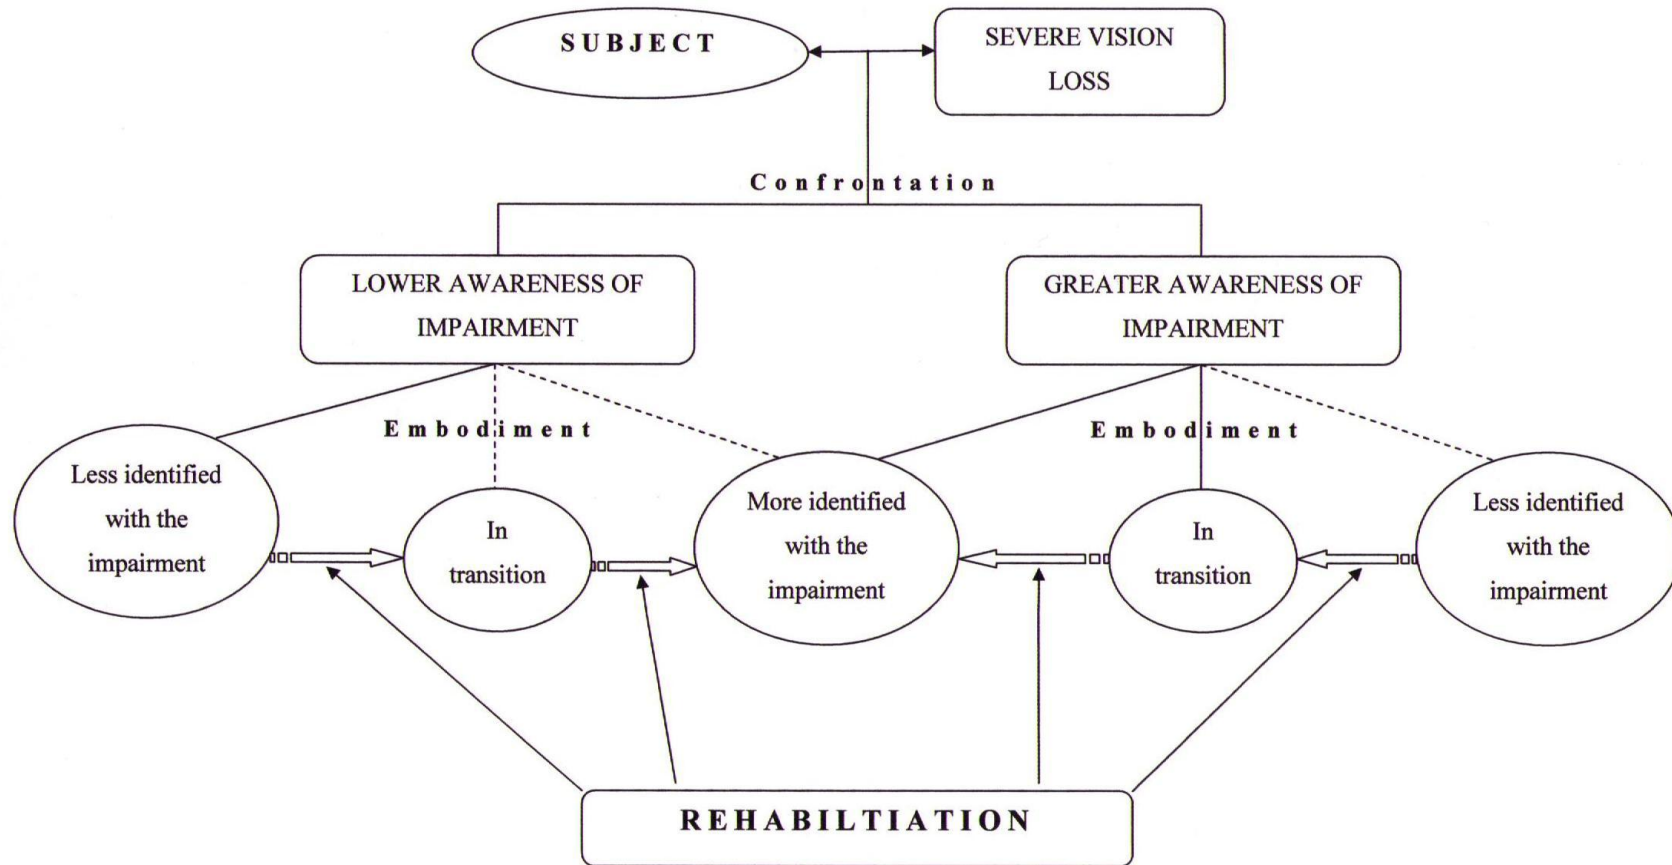 SUBJECT
SEVERE VISION
LOSS
Confrontation
LOWER AWARENESS OF
IMPAIRMENT
GREATER AWARENESS OF
IMPAIRMENT
Embodiment
Embodiment
Less identified
with the
impairment
In
transition
More identified
with the
impairment
In
transition
Less identified
with the
impairment
REHABILTIATION